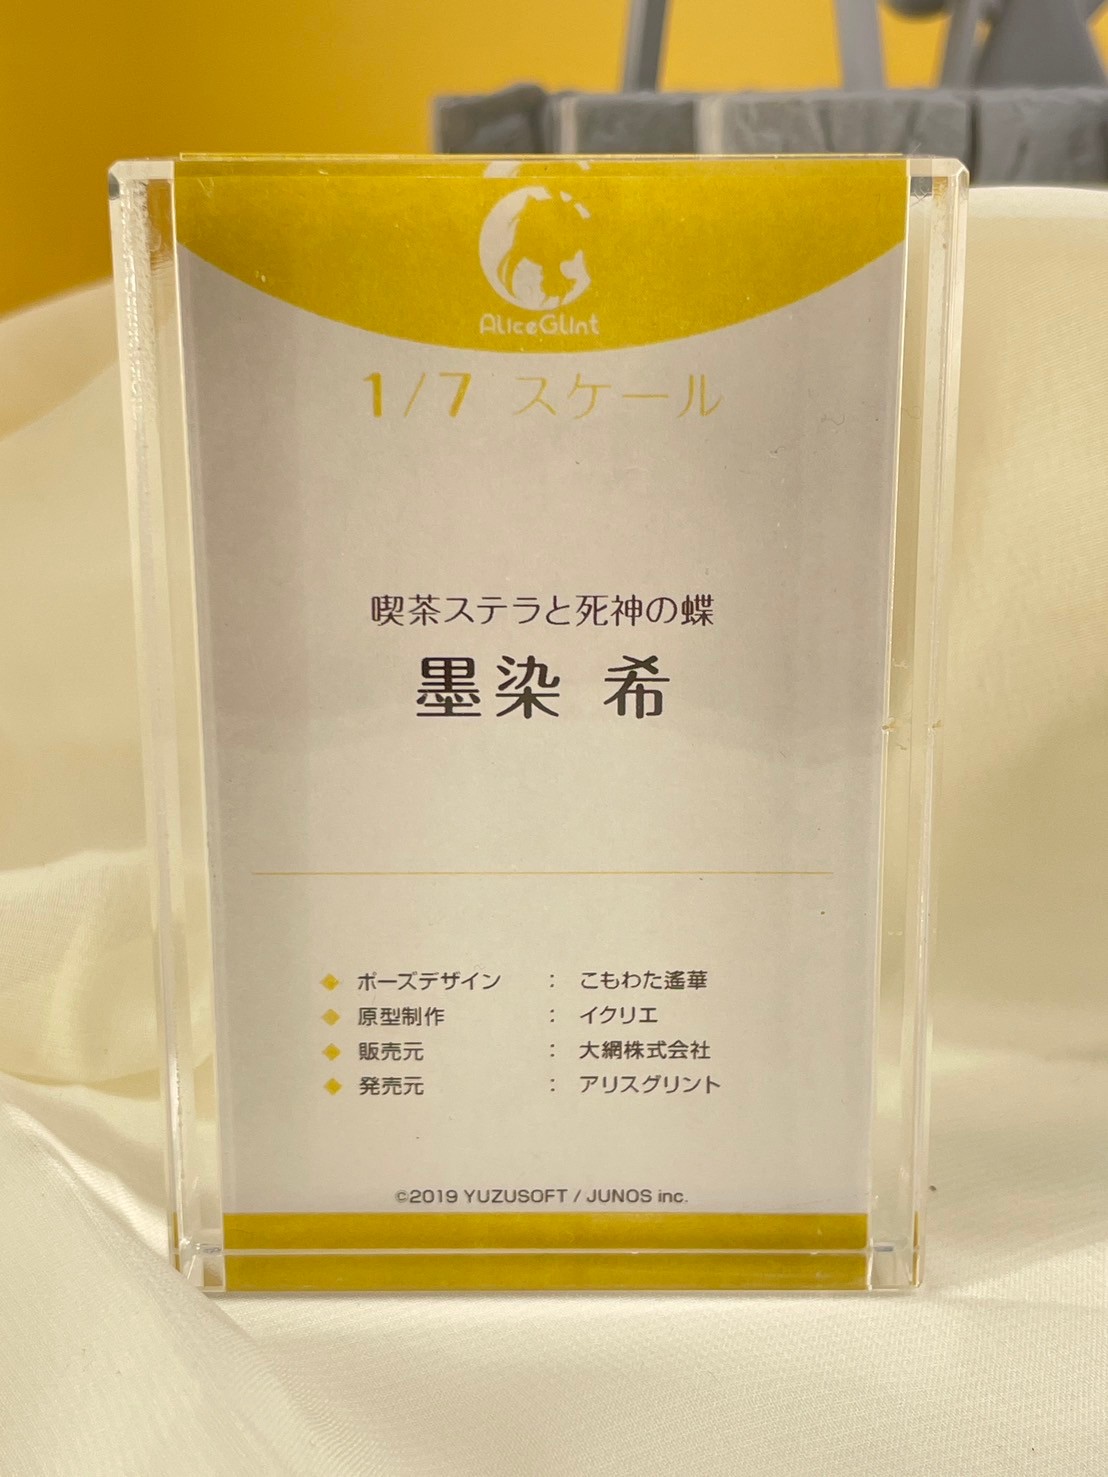 AliceGlint
1/7 スケール
喫茶ステラと死神の蝶
墨染 希
◆ ポーズデザイン : こもわた遙華
◆ 原型制作 : イクリエ
◆ 販売元 : 大網株式会社
◆ 発売元 : アリスグリント
©2019 YUZUSOFT / JUNOS inc.